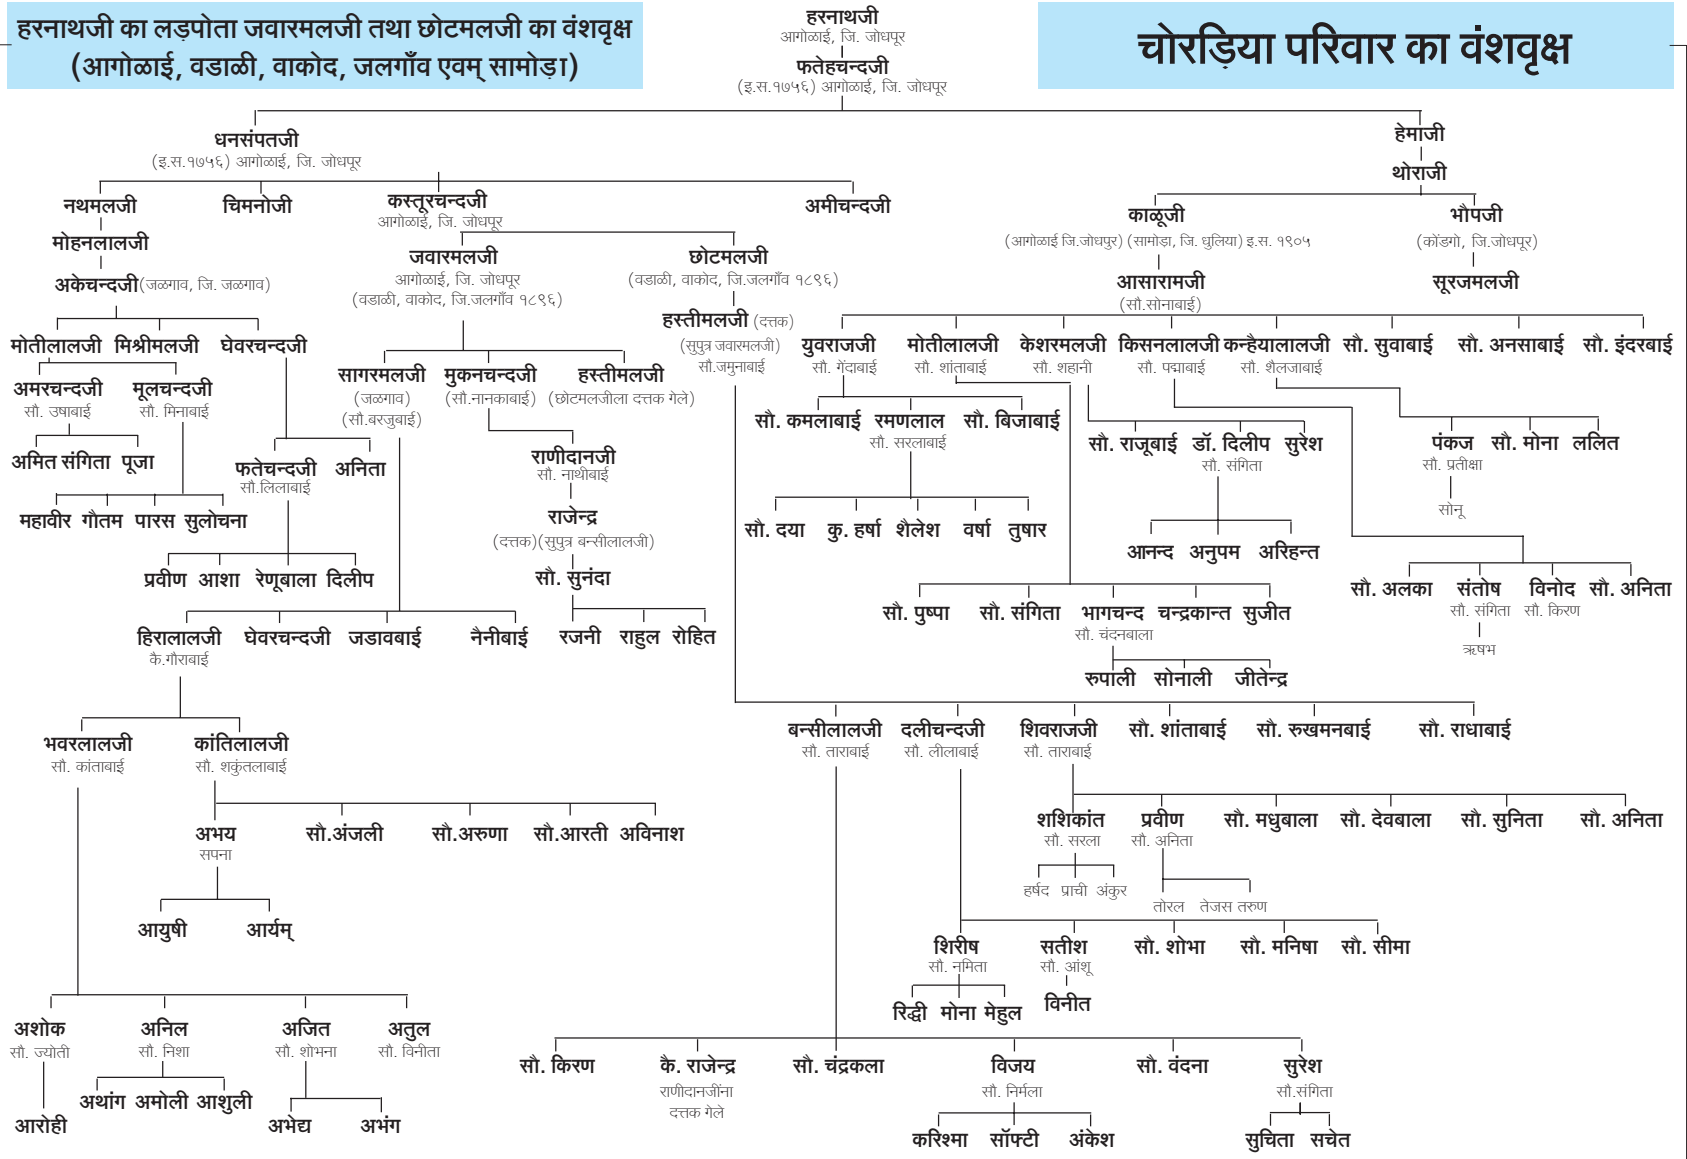 हरनाथजी का लड़पोता जवारमलजी तथा छोटमलजी का वंशवृक्ष
(आगोळाई, वडाळी, वाकोद, जलगाँव एवम् सामोड़ा)
चोरड़िया परिवार का वंशवृक्ष
हरनाथजी
आगोळाई, जि. जोधपूर
फतेहचन्दजी
(इ.स.१७५६) आगोळाई, जि. जोधपूर
धनसंपतजी
(इ.स.१७५६) आगोळाई, जि. जोधपूर
हेमाजी
थोराजी
नथमलजी चिमनोजी कस्तूरचन्दजी अमीचन्दजी
आगोळाई, जि. जोधपूर
काळूजी भौपजी
(आगोळाई जि.जोधपुर) (सामोड़ा, जि. धुलिया) इ.स. १९०५ (कोंडगो, जि.जोधपूर)
मोहनलालजी
अकेचन्दजी (जळगाव, जि. जळगाव)
जवारमलजी
आगोळाई, जि. जोधपूर
(वडाळी, वाकोद, जि.जलगाँव १८९६)
छोटमलजी
(वडाळी, वाकोद, जि.जलगाँव १८९६)
आसारामजी
(सौ.सोनाबाई)
सूरजमलजी
हस्तीमलजी (दत्तक)
(सुपुत्र जवारमलजी)
सौ.जमुनाबाई
मोतीलालजी मिश्रीमलजी घेवरचन्दजी
युवराजजी मोतीलालजी केशरमलजी किसनलालजी कन्हैयालालजी सौ. सुवाबाई सौ. अनसाबाई सौ. इंदरबाई
सौ. गेंदाबाई सौ. शांताबाई सौ. शहानी सौ. पद्माबाई सौ. शैलजाबाई
अमरचन्दजी मूलचन्दजी
सौ. उषाबाई सौ. मिनाबाई
सागरमलजी मुकनचन्दजी हस्तीमलजी
(जळगाव) (सौ.नानकाबाई) (छोटमलजीला दत्तक गेले)
(सौ.बरजुबाई)
सौ. कमलाबाई रमणलाल सौ. बिजाबाई
सौ. सरलाबाई
सौ. राजूबाई डॉ. दिलीप सुरेश
सौ. संगिता
पंकज सौ. मोना ललित
सौ. प्रतीक्षा
सोनू
अमित संगिता पूजा
फतेचन्दजी अनिता
सौ.लिलाबाई
राणीदानजी
सौ. नाथीबाई
राजेन्द्र
(दत्तक)(सुपुत्र बन्सीलालजी)
सौ. सुनंदा
महावीर गौतम पारस सुलोचना
सौ. दया कु. हर्षा शैलेश वर्षा तुषार
आनन्द अनुपम अरिहन्त
प्रवीण आशा रेणूबाला दिलीप
सौ. अलका संतोष विनोद सौ. अनिता
सौ. संगिता सौ. किरण
ऋषभ
सौ. पुष्पा सौ. संगिता भागचन्द चन्द्रकान्त सुजीत
सौ. चंदनबाला
हिरालालजी घेवरचन्दजी जडावबाई नैनीबाई
कै.गौराबाई
रजनी राहुल रोहित
रुपाली सोनाली जीतेन्द्र
भवरलालजी कांतिलालजी
सौ. कांताबाई सौ. शकुंतलाबाई
बन्सीलालजी दलीचन्दजी शिवराजजी सौ. शांताबाई सौ. रुखमनबाई सौ. राधाबाई
सौ. ताराबाई सौ. लीलाबाई सौ. ताराबाई
अभय सौ.अंजली सौ.अरुणा सौ.आरती अविनाश
सपना
शशिकांत प्रवीण सौ. मधुबाला सौ. देवबाला सौ. सुनिता सौ. अनिता
सौ. सरला सौ. अनिता
हर्षद प्राची अंकुर
तोरल तेजस तरुण
आयुषी आर्यम्
शिरीष सतीश सौ. शोभा सौ. मनिषा सौ. सीमा
सौ. नमिता सौ. आंशू
रिद्धी मोना मेहुल विनीत
अशोक अनिल अजित अतुल
सौ. ज्योती सौ. निशा सौ. शोभना सौ. विनीता
सौ. किरण कै. राजेन्द्र सौ. चंद्रकला विजय सौ. वंदना सुरेश
राणीदानजींना सौ. निर्मला सौ.संगिता
दत्तक गेले
अथांग अमोली आशुली
आरोही अभेद्य अभंग
करिश्मा सॉफ्टी अंकेश सुचिता सचेत